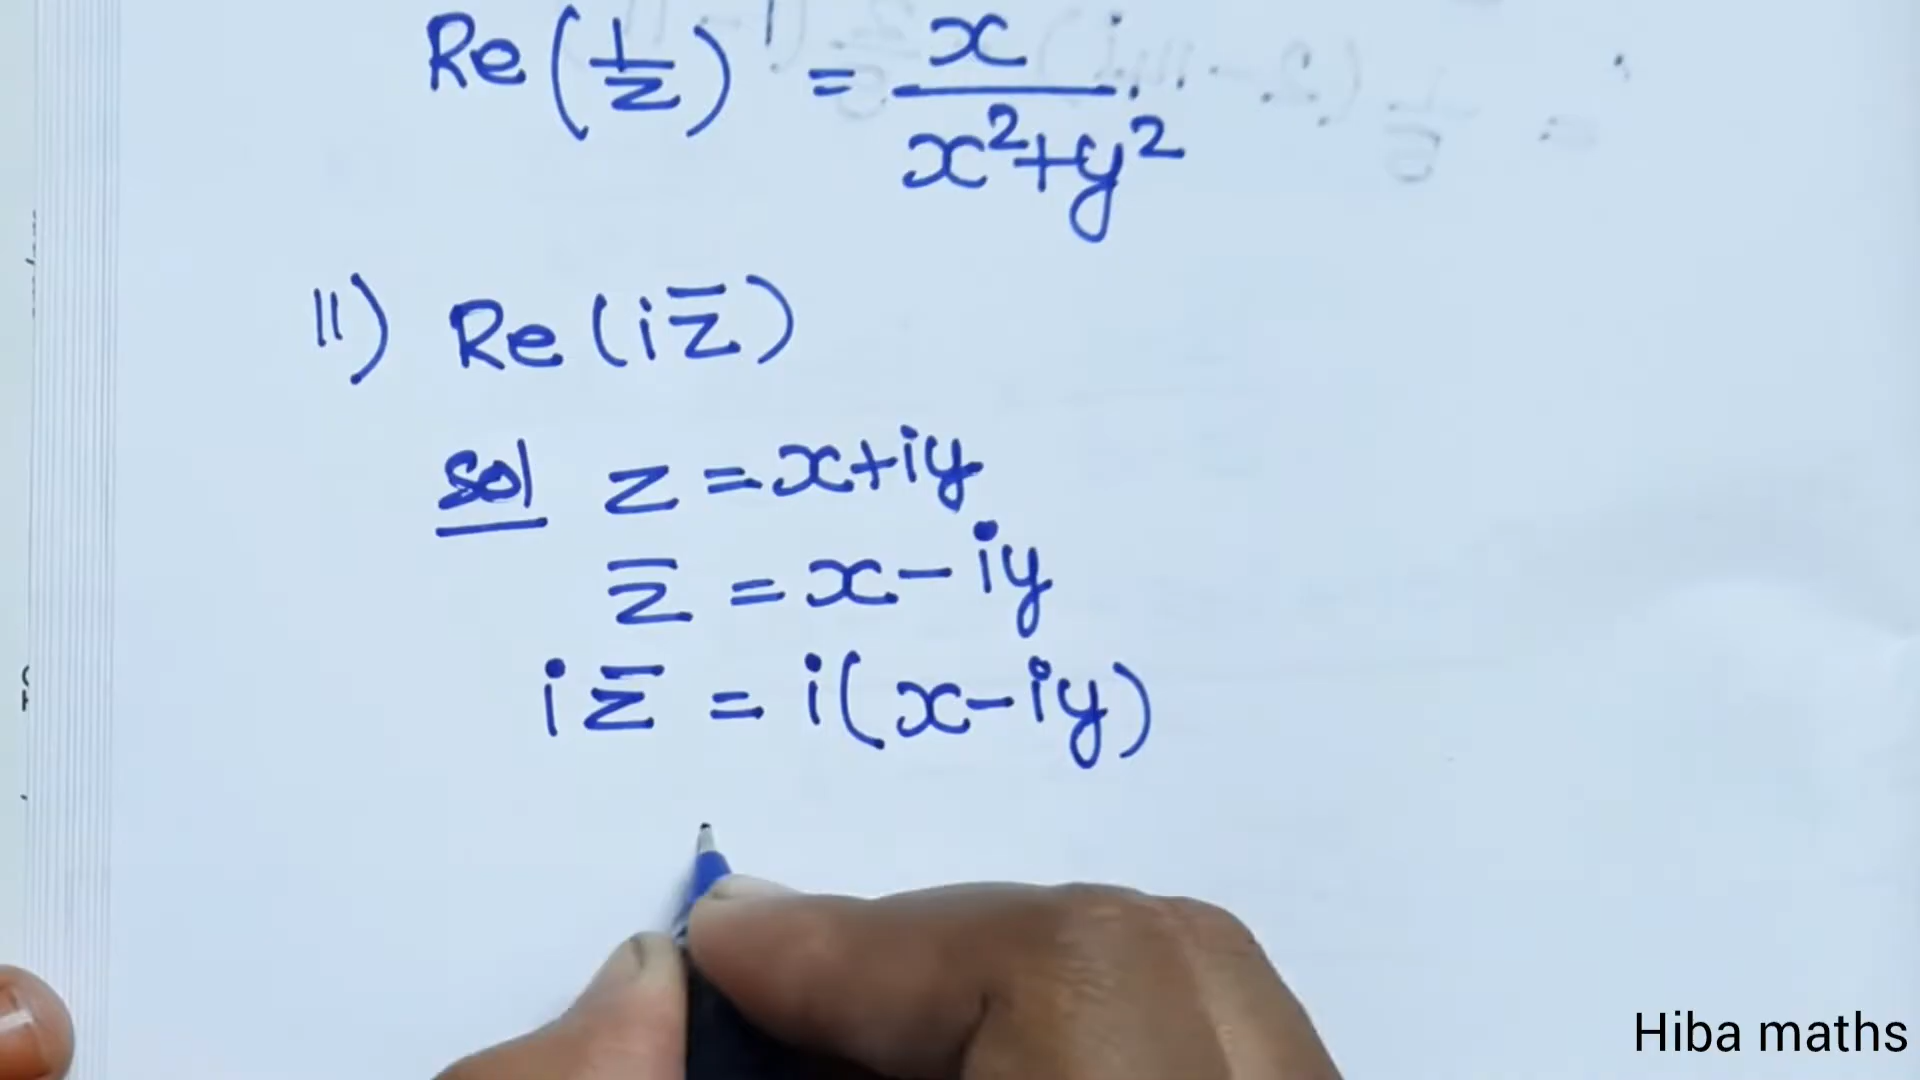 Re(1/z) = x/(x²+y²).
II) Re(iz̅)
sol z = x+iy
z̅ = x-iy
iz̅ = i(x-iy)
Hiba maths